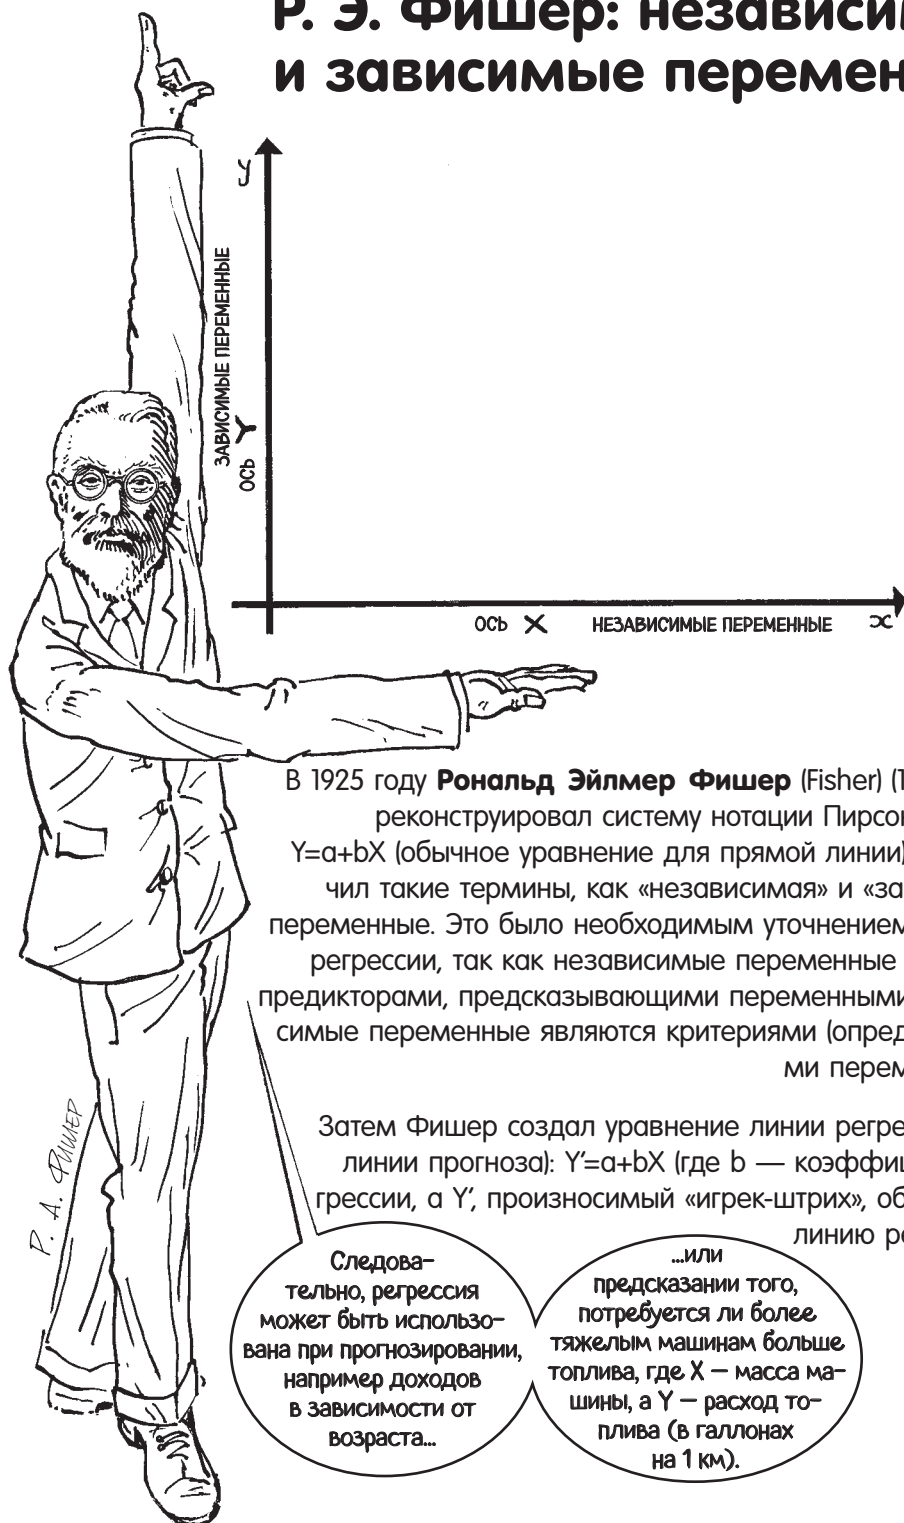 Р. Э. Фишер: независи
и зависимые перемен
y
ЗАВИСИМЫЕ ПЕРЕМЕННЫЕ
ОСЬ Y
ОСЬ X НЕЗАВИСИМЫЕ ПЕРЕМЕННЫЕ x
В 1925 году Рональд Эйлмер Фишер (Fisher) (1
реконструировал систему нотации Пирсон
Y=a+bX (обычное уравнение для прямой линии)
чил такие термины, как «независимая» и «за
переменные. Это было необходимым уточнением
регрессии, так как независимые переменные
предикторами, предсказывающими переменными
симые переменные являются критериями (опред
ми перем
Затем Фишер создал уравнение линии регре
линии прогноза): Y’=a+bX (где b — коэффиц
грессии, а Y’, произносимый «игрек-штрих», об
линию ре
Р. А. ФИШЕР
Следова-
тельно, регрессия
может быть использо-
вана при прогнозировании,
например доходов
в зависимости от
возраста...
...или
предсказании того,
потребуется ли более
тяжелым машинам больше
топлива, где X — масса ма-
шины, а Y — расход то-
плива (в галлонах
на 1 км).